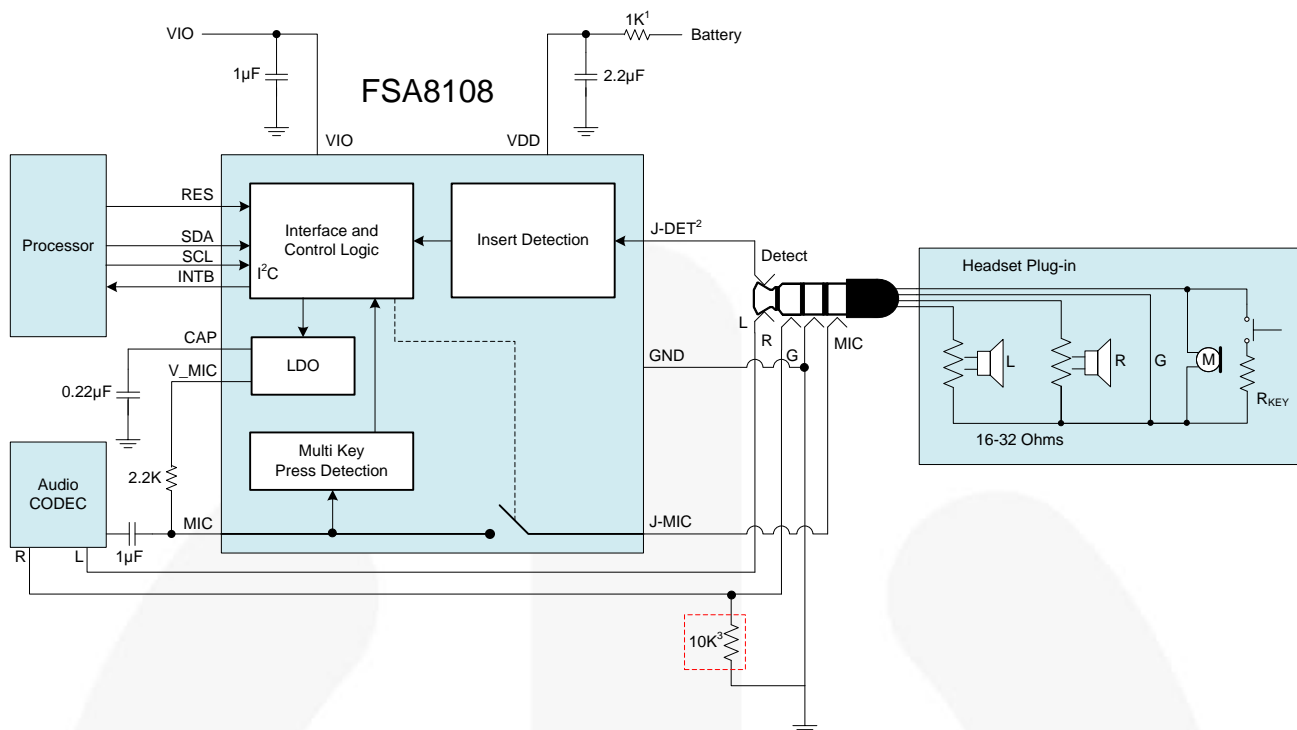 VIO
1K¹
Battery
1µF
2.2µF
FSA8108
VIO
VDD
Processor
RES
SDA
SCL
INTB
I²C
Interface and
Control Logic
Insert Detection
J-DET²
Detect
Headset Plug-in
CAP
V_MIC
LDO
0.22µF
GND
L
R
G
MIC
L
R
G
M
R_KEY
16-32 Ohms
Multi Key
Press Detection
2.2K
Audio
CODEC
MIC
J-MIC
1µF
R
L
10K³